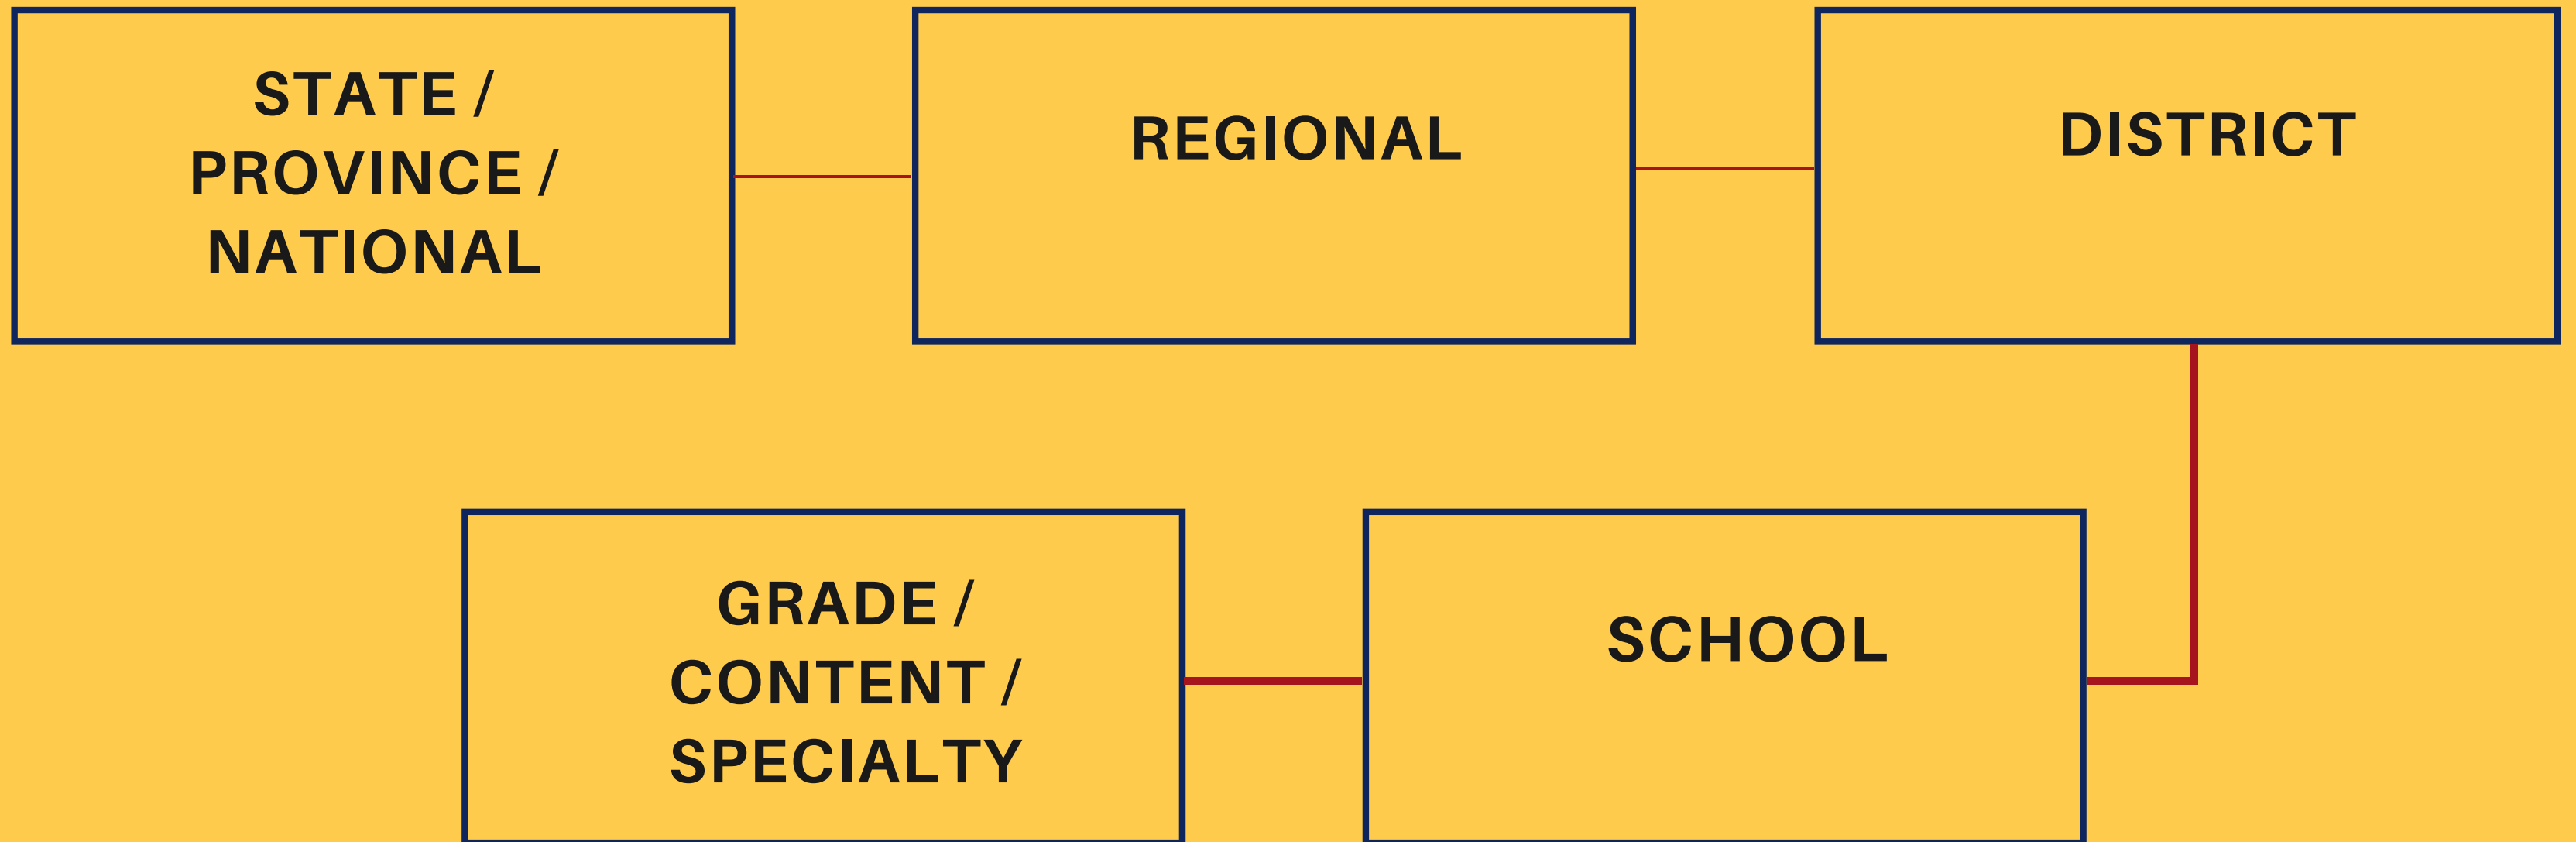 STATE /
PROVINCE /
NATIONAL
REGIONAL
DISTRICT
GRADE /
CONTENT /
SPECIALTY
SCHOOL